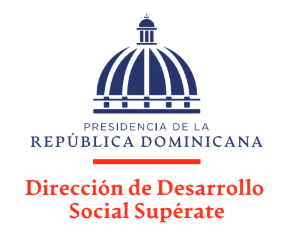 PRESIDENCIA DE LA
REPÚBLICA DOMINICANA
Dirección de Desarrollo
Social Supérate